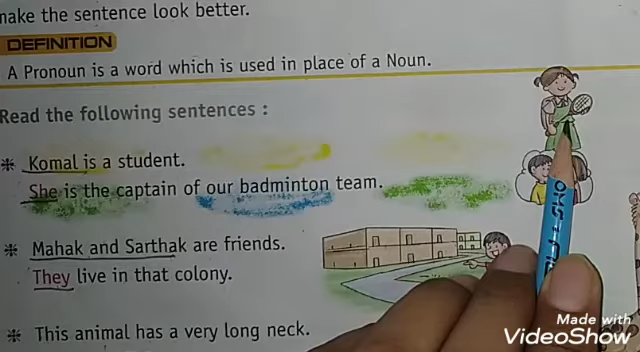 make the sentence look better.
DEFINITION
A Pronoun is a word which is used in place of a Noun.
Read the following sentences :
Komal is a student.
She is the captain of our badminton team.
Mahak and Sarthak are friends.
They live in that colony.
This animal has a very long neck.
Made with
VideoShow